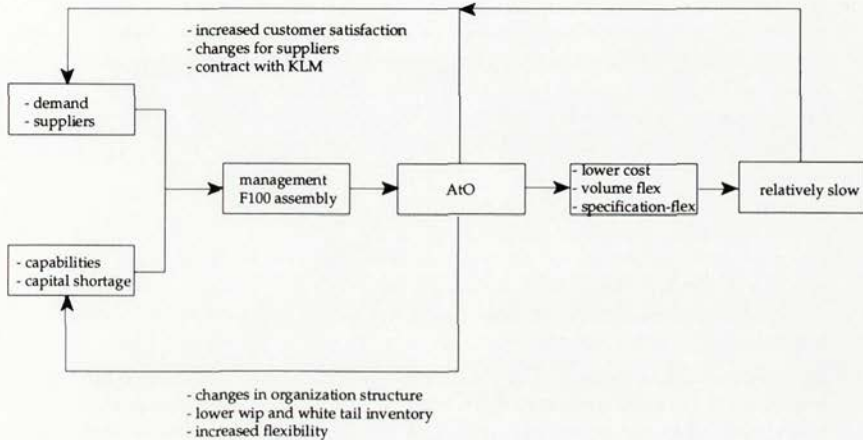 - increased customer satisfaction
- changes for suppliers
- contract with KLM
- demand
- suppliers
management
F100 assembly
AtO
- lower cost
- volume flex
- specification-flex
relatively slow
- capabilities
- capital shortage
- changes in organization structure
- lower wip and white tail inventory
- increased flexibility